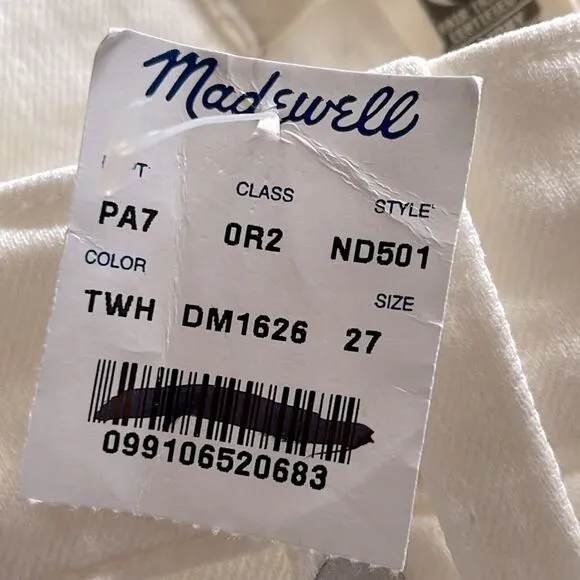 Madewell
CLASS STYLE
PA7 0R2 ND501
COLOR SIZE
TWH DM1626 27
099106520683